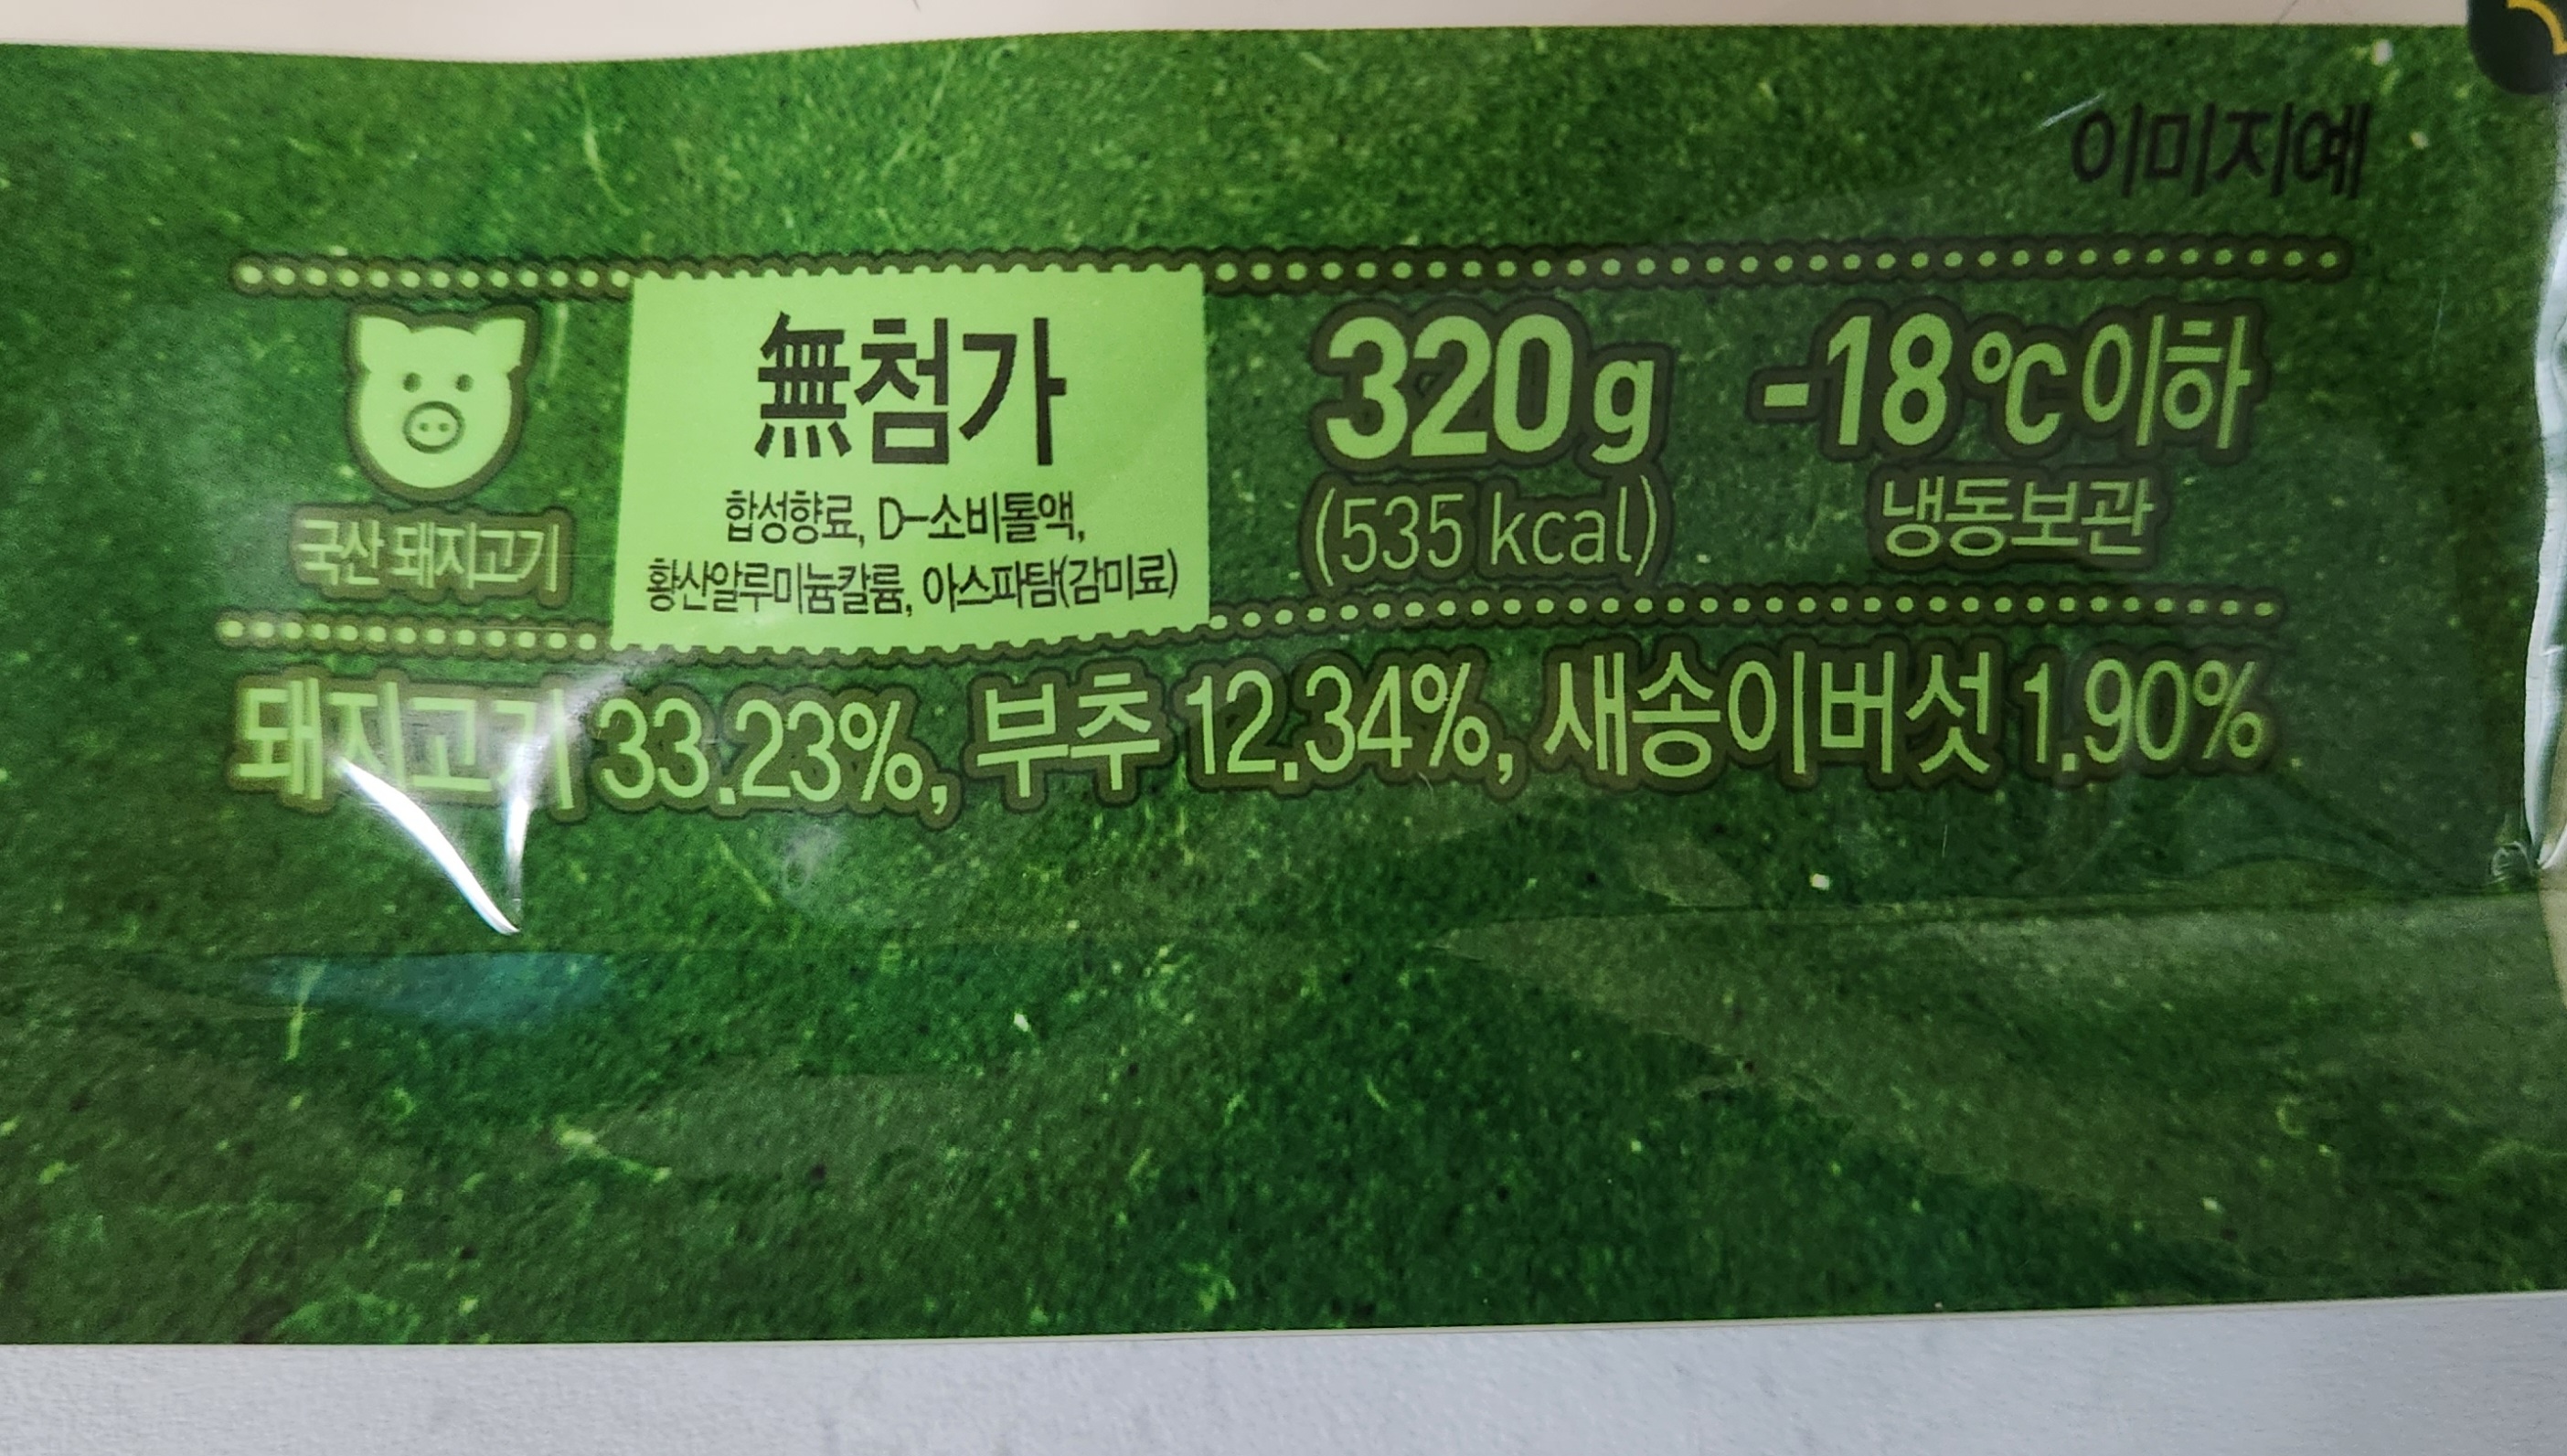 이미지예
국산 돼지고기
無첨가
합성향료, D-소비톨액,
황산알루미늄칼륨, 아스파탐(감미료)
320g
(535 kcal)
-18℃이하
냉동보관
돼지고기 33.23%, 부추 12.34%, 새송이버섯 1.90%